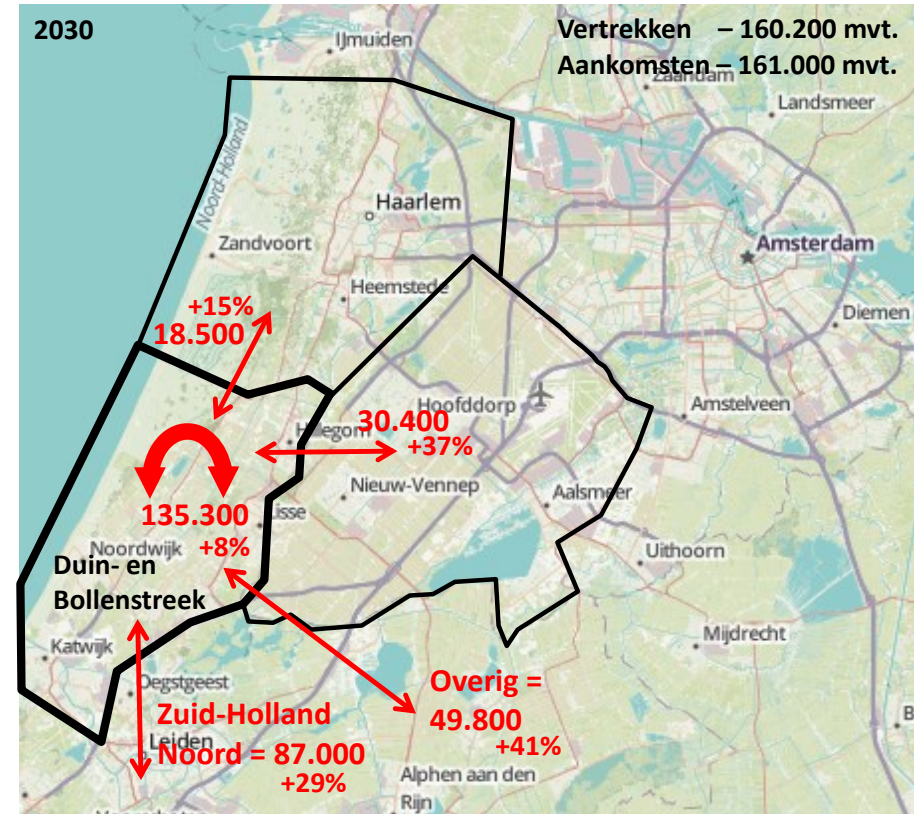 2030
Vertrekken – 160.200 mvt.
Aankomsten – 161.000 mvt.
IJmuiden
Zaandam
Landsmeer
Noord-Holland
Haarlem
Zandvoort
Amsterdam
Heemstede
Diemen
+15%
18.500
Hoofddorp
Amstelveen
30.400
Hillegom
+37%
Nieuw-Vennep
Aalsmeer
135.300
Lisse
+8%
Noordwijk
Uithoorn
Duin- en
Bollenstreek
Mijdrecht
Katwijk
Oegstgeest
Overig =
49.800
+41%
Zuid-Holland
Leiden
Noord = 87.000
+29%
Alphen aan den
Rijn